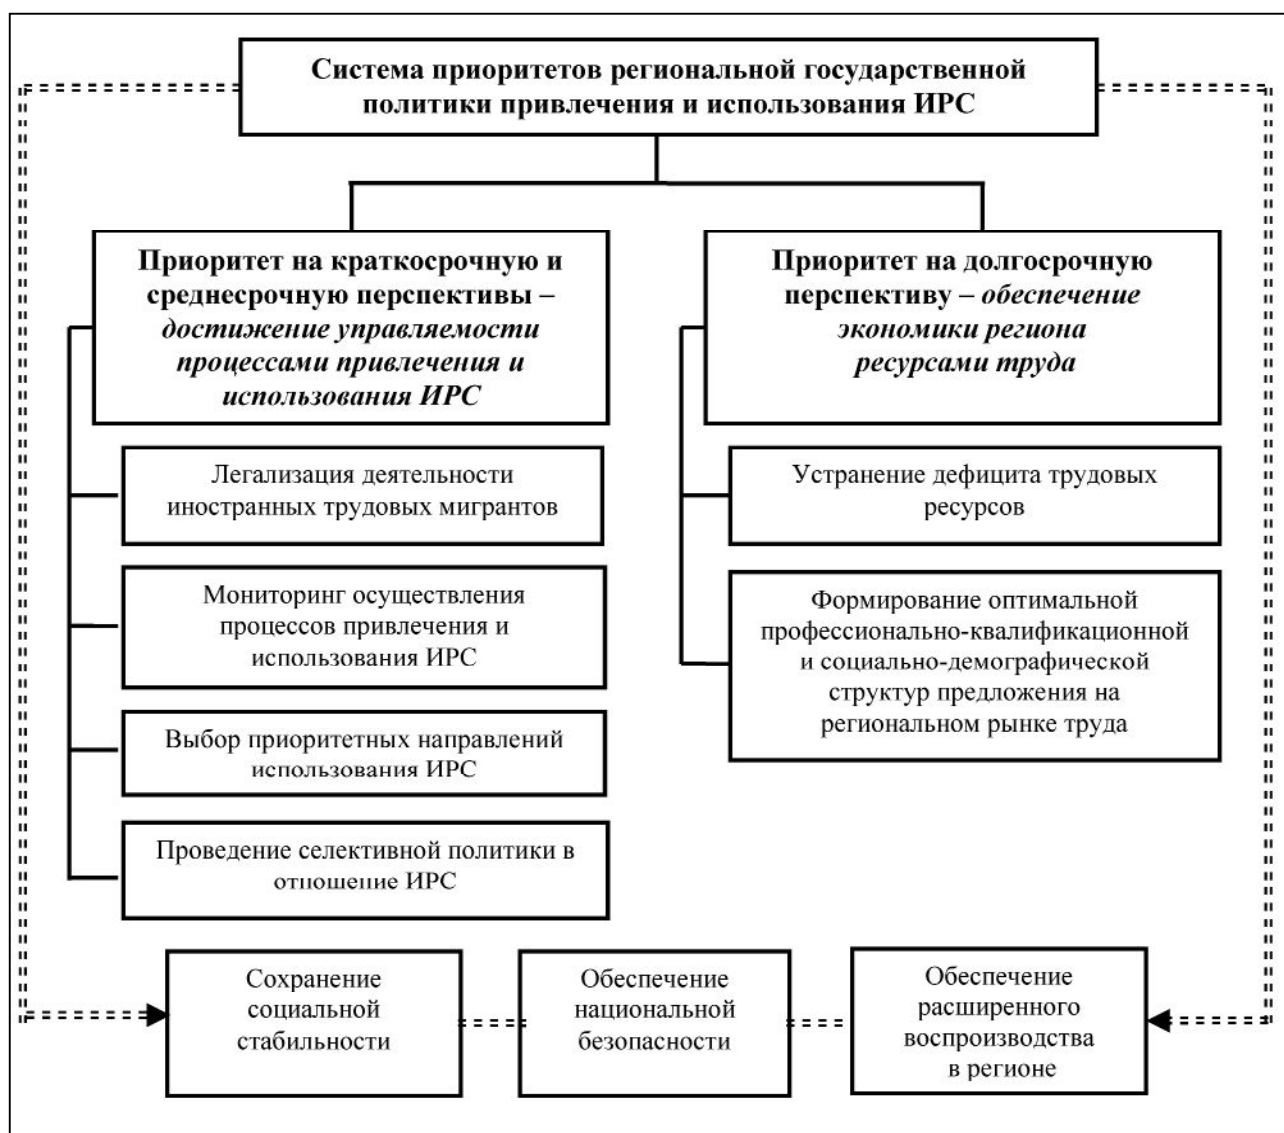 Система приоритетов региональной государственной
политики привлечения и использования ИРС
Приоритет на краткосрочную и
среднесрочную перспективы –
достижение управляемости
процессами привлечения и
использования ИРС
Легализация деятельности
иностранных трудовых мигрантов
Мониторинг осуществления
процессов привлечения и
использования ИРС
Выбор приоритетных направлений
использования ИРС
Проведение селективной политики в
отношение ИРС
Приоритет на долгосрочную
перспективу – обеспечение
экономики региона
ресурсами труда
Устранение дефицита трудовых
ресурсов
Формирование оптимальной
профессионально-квалификационной
и социально-демографической
структур предложения на
региональном рынке труда
Сохранение
социальной
стабильности
Обеспечение
национальной
безопасности
Обеспечение
расширенного
воспроизводства
в регионе